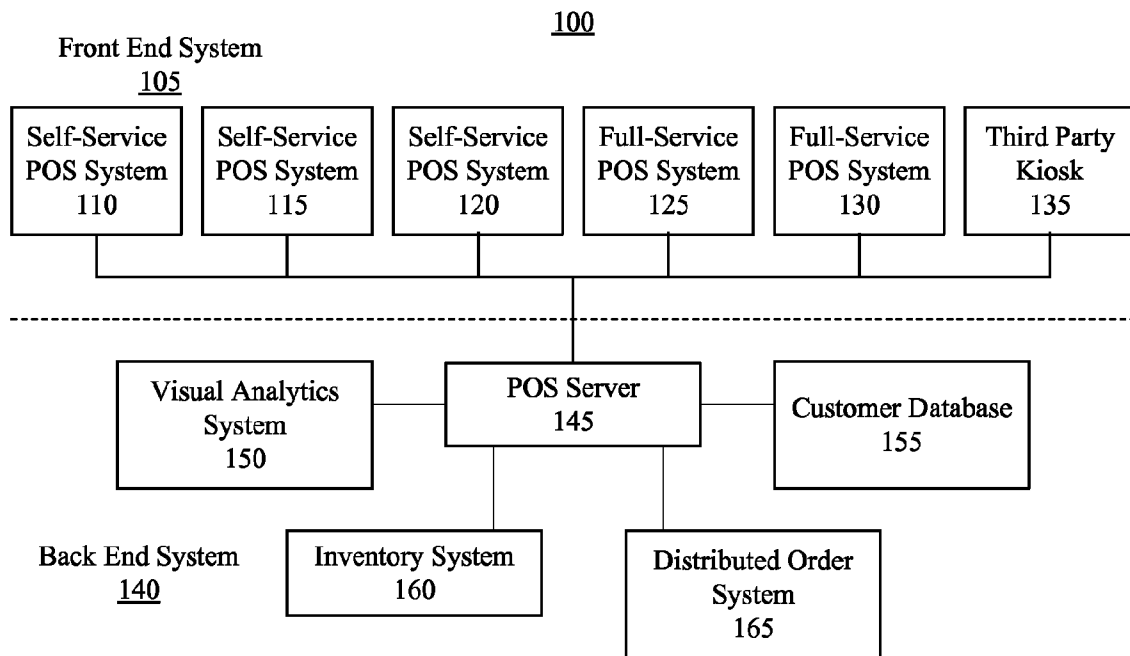 100
Front End System
105
Self-Service
POS System
110
Self-Service
POS System
115
Self-Service
POS System
120
Full-Service
POS System
125
Full-Service
POS System
130
Third Party
Kiosk
135
Visual Analytics
System
150
POS Server
145
Customer Database
155
Back End System
140
Inventory System
160
Distributed Order
System
165